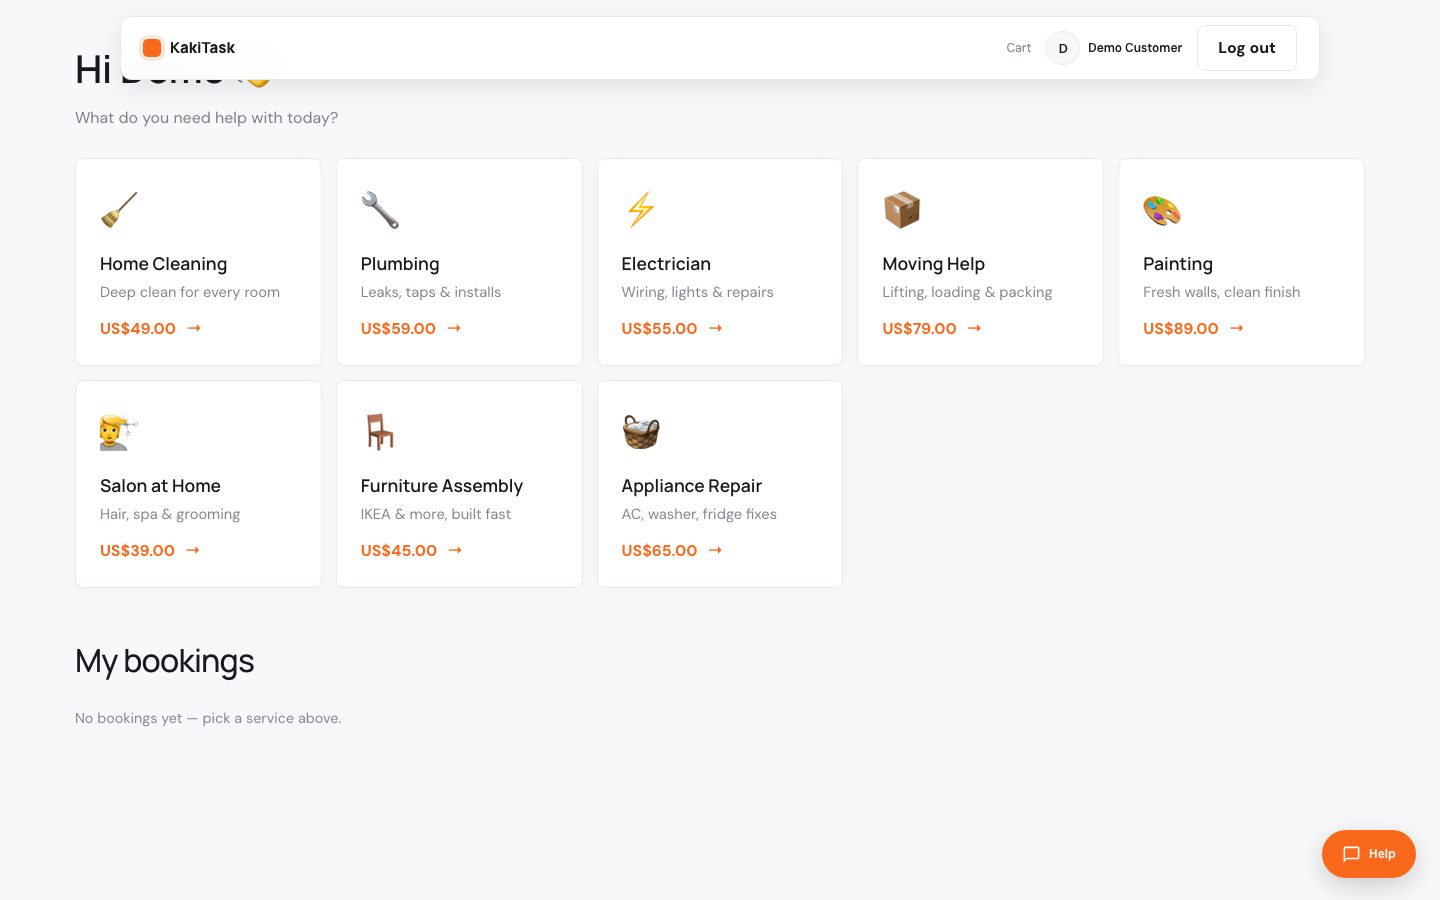 KakiTask
Cart
D
Demo Customer
Log out
Hi Demo
What do you need help with today?
Home Cleaning
Deep clean for every room
US$49.00 →
Plumbing
Leaks, taps & installs
US$59.00 →
Electrician
Wiring, lights & repairs
US$55.00 →
Moving Help
Lifting, loading & packing
US$79.00 →
Painting
Fresh walls, clean finish
US$89.00 →
Salon at Home
Hair, spa & grooming
US$39.00 →
Furniture Assembly
IKEA & more, built fast
US$45.00 →
Appliance Repair
AC, washer, fridge fixes
US$65.00 →
My bookings
No bookings yet — pick a service above.
Help